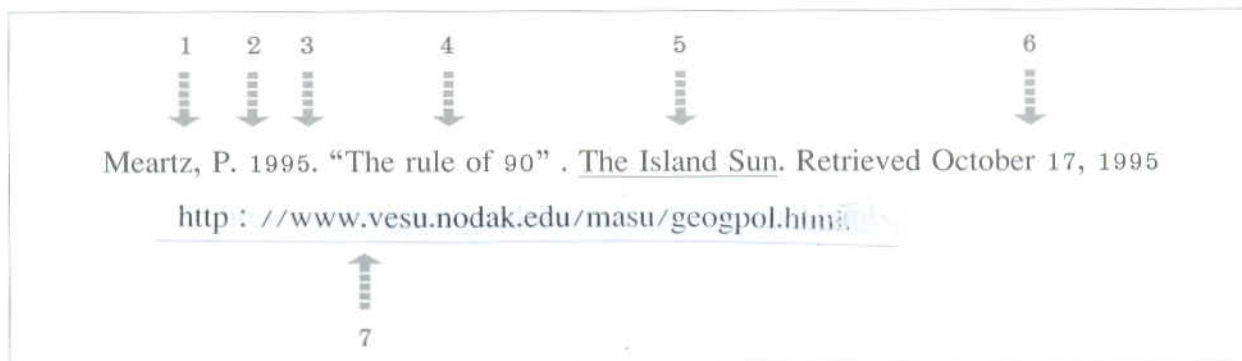 1 2 3 4 5 6
Meartz, P. 1995. “The rule of 90” . The Island Sun. Retrieved October 17, 1995
http : //www.vesu.nodak.edu/masu/geogpol.html.
7